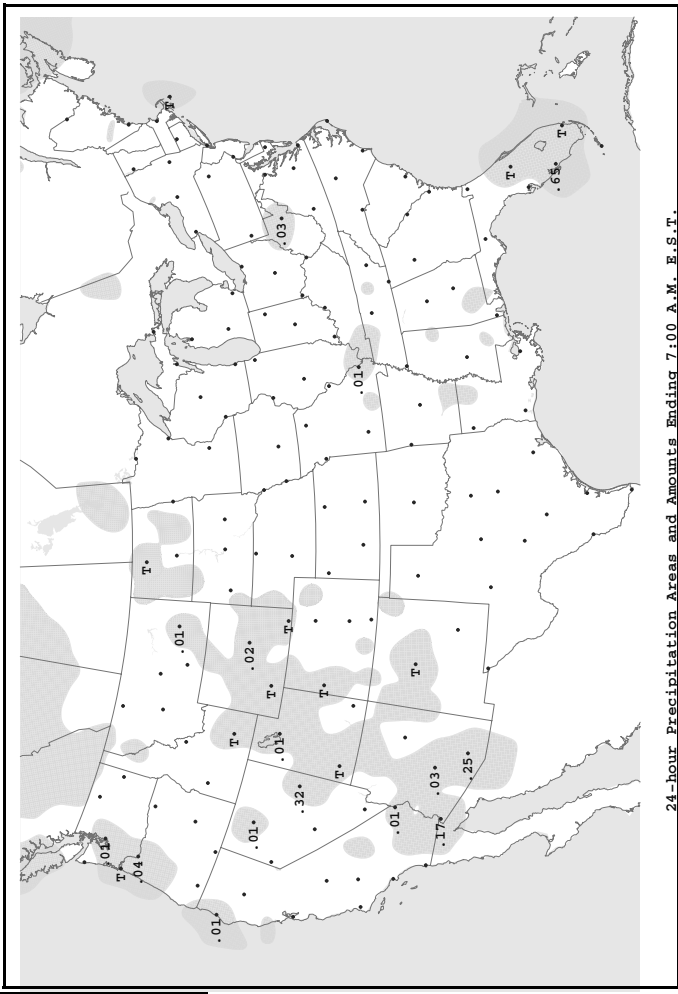 .01
T
.04
T
T
.01
.01
T
.02
.01
T
.01
.03
T
.32
T
T
.01
.01
T
.03
.17
.25
T
.65
T
24-hour Precipitation Areas and Amounts Ending 7:00 A.M. E.S.T.